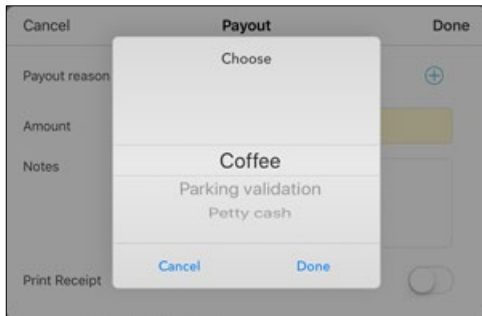 Cancel Payout Done
Choose
Payout reason
Amount
Coffee
Notes
Parking validation
Petty cash
Cancel Done
Print Receipt